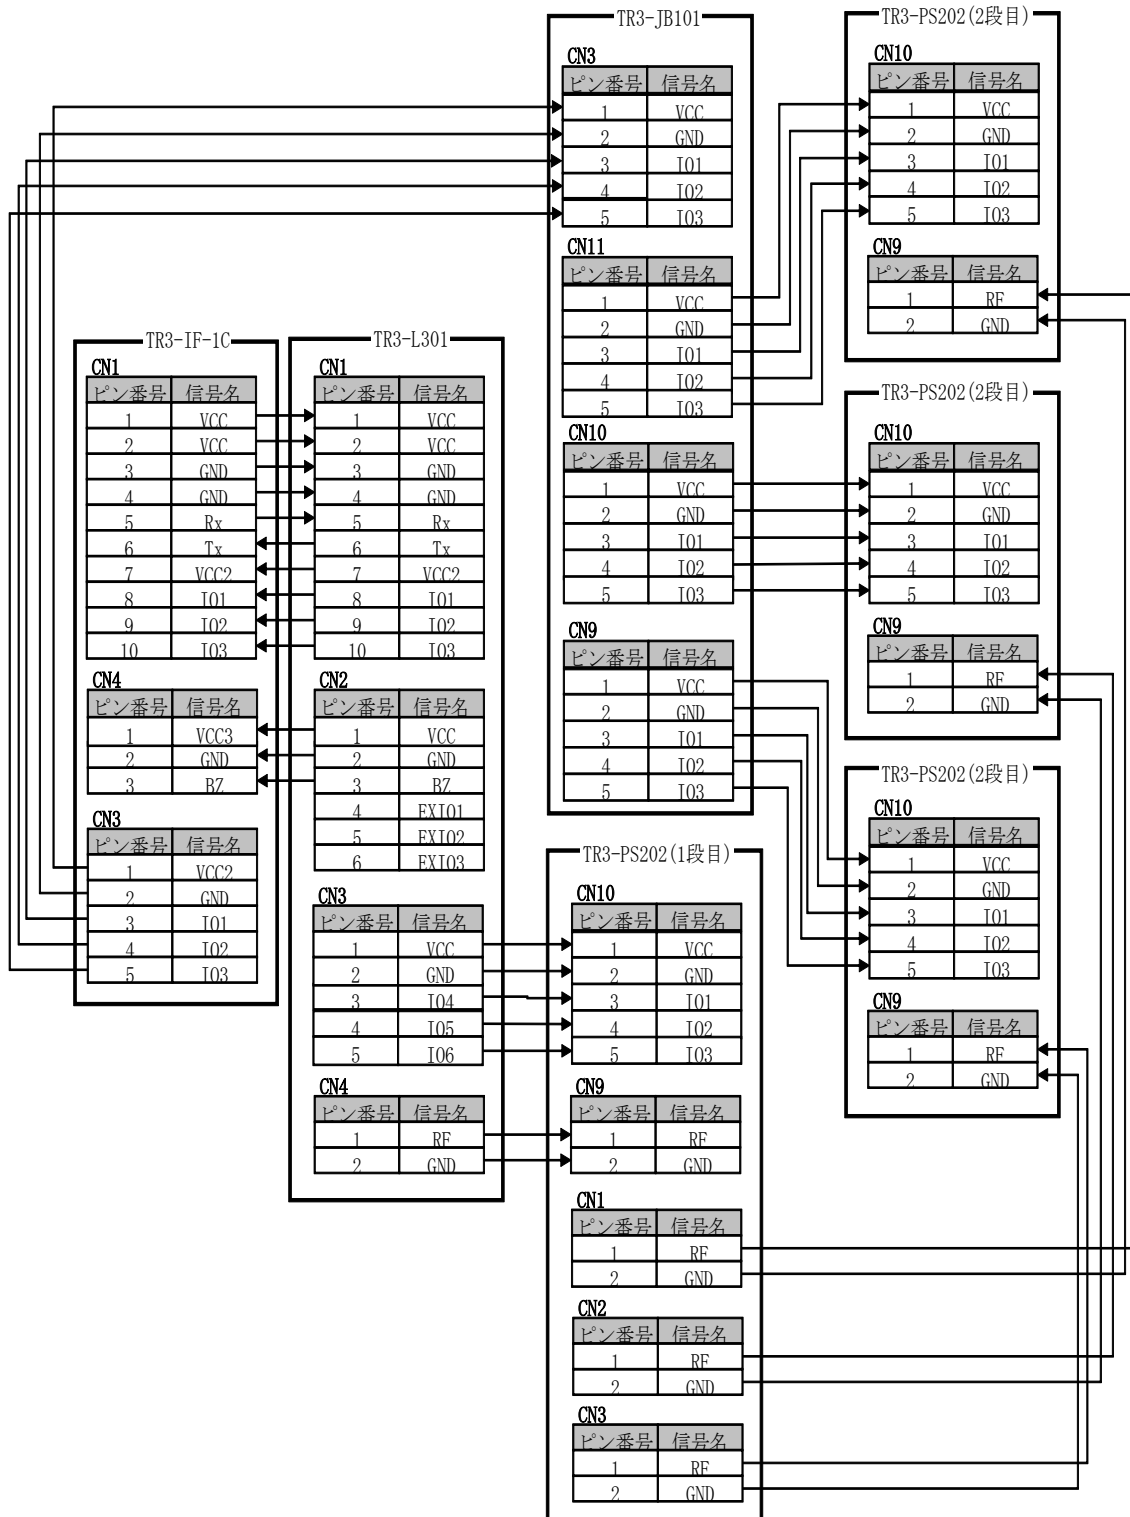 TR3-IF-1C
CN1
ピン番号 信号名
1 VCC
2 VCC
3 GND
4 GND
5 Rx
6 Tx
7 VCC2
8 IO1
9 IO2
10 IO3
CN4
ピン番号 信号名
1 VCC3
2 GND
3 BZ
CN3
ピン番号 信号名
1 VCC2
2 GND
3 IO1
4 IO2
5 IO3
TR3-L301
CN1
ピン番号 信号名
1 VCC
2 VCC
3 GND
4 GND
5 Rx
6 Tx
7 VCC2
8 IO1
9 IO2
10 IO3
CN2
ピン番号 信号名
1 VCC
2 GND
3 BZ
4 EXIO1
5 EXIO2
6 EXIO3
CN3
ピン番号 信号名
1 VCC
2 GND
3 IO4
4 IO5
5 IO6
CN4
ピン番号 信号名
1 RF
2 GND
TR3-JB101
CN3
ピン番号 信号名
1 VCC
2 GND
3 IO1
4 IO2
5 IO3
CN11
ピン番号 信号名
1 VCC
2 GND
3 IO1
4 IO2
5 IO3
CN10
ピン番号 信号名
1 VCC
2 GND
3 IO1
4 IO2
5 IO3
CN9
ピン番号 信号名
1 VCC
2 GND
3 IO1
4 IO2
5 IO3
TR3-PS202(1段目)
CN10
ピン番号 信号名
1 VCC
2 GND
3 IO1
4 IO2
5 IO3
CN9
ピン番号 信号名
1 RF
2 GND
CN1
ピン番号 信号名
1 RF
2 GND
CN2
ピン番号 信号名
1 RF
2 GND
CN3
ピン番号 信号名
1 RF
2 GND
TR3-PS202(2段目)
CN10
ピン番号 信号名
1 VCC
2 GND
3 IO1
4 IO2
5 IO3
CN9
ピン番号 信号名
1 RF
2 GND
TR3-PS202(2段目)
CN10
ピン番号 信号名
1 VCC
2 GND
3 IO1
4 IO2
5 IO3
CN9
ピン番号 信号名
1 RF
2 GND
TR3-PS202(2段目)
CN10
ピン番号 信号名
1 VCC
2 GND
3 IO1
4 IO2
5 IO3
CN9
ピン番号 信号名
1 RF
2 GND